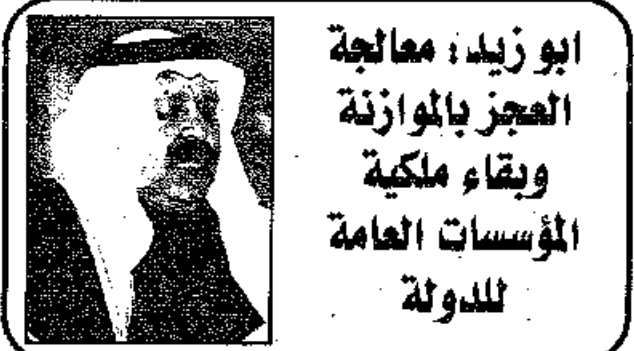 ابو زيد: معالجة
العجز بالموازنة
وبقاء ملكية
المؤسسات العامة
للدولة